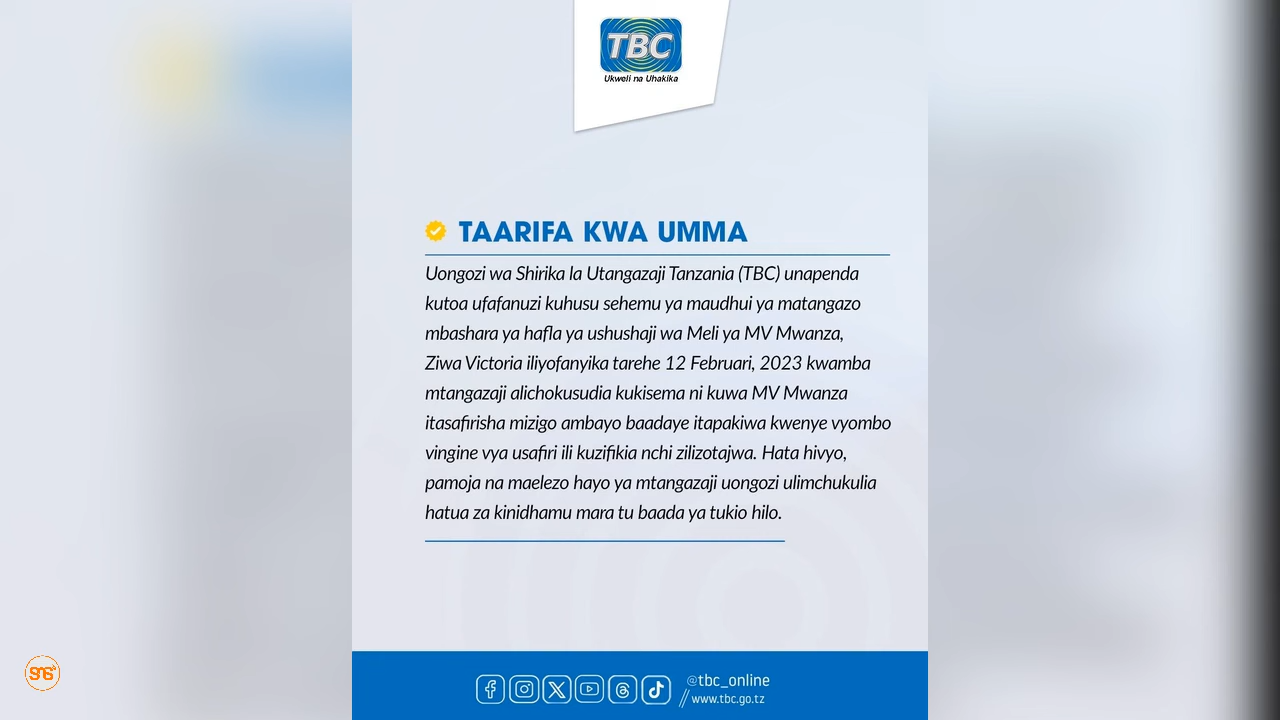 TBC
Ukweli na Uhakika
TAARIFA KWA UMMA
Uongozi wa Shirika la Utangazaji Tanzania (TBC) unapenda
kutoa ufafanuzi kuhusu sehemu ya maudhui ya matangazo
mbashara ya hafla ya ushushaji wa Meli ya MV Mwanza,
Ziwa Victoria iliyofanyika tarehe 12 Februari, 2023 kwamba
mtangazaji alichokusudia kukisema ni kuwa MV Mwanza
itasafirisha mizigo ambayo baadaye itapakiwa kwenye vyombo
vingine vya usafiri ili kuzifikia nchi zilizotajwa. Hata hivyo,
pamoja na maelezo hayo ya mtangazaji uongozi ulimchukulia
hatua za kinidhamu mara tu baada ya tukio hilo.
@tbc_online
www.tbc.go.tz
SNS